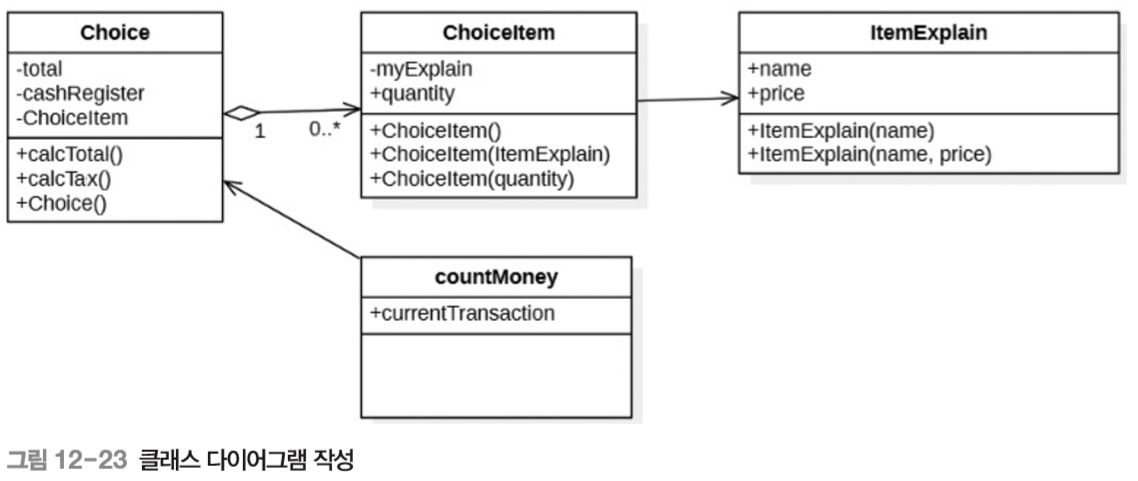 Choice
-total
-cashRegister
-ChoiceItem
+calcTotal()
+calcTax()
+Choice()
1
0..*
ChoiceItem
-myExplain
+quantity
+ChoiceItem()
+ChoiceItem(ItemExplain)
+ChoiceItem(quantity)
ItemExplain
+name
+price
+ItemExplain(name)
+ItemExplain(name, price)
countMoney
+currentTransaction
그림 12-23 클래스 다이어그램 작성